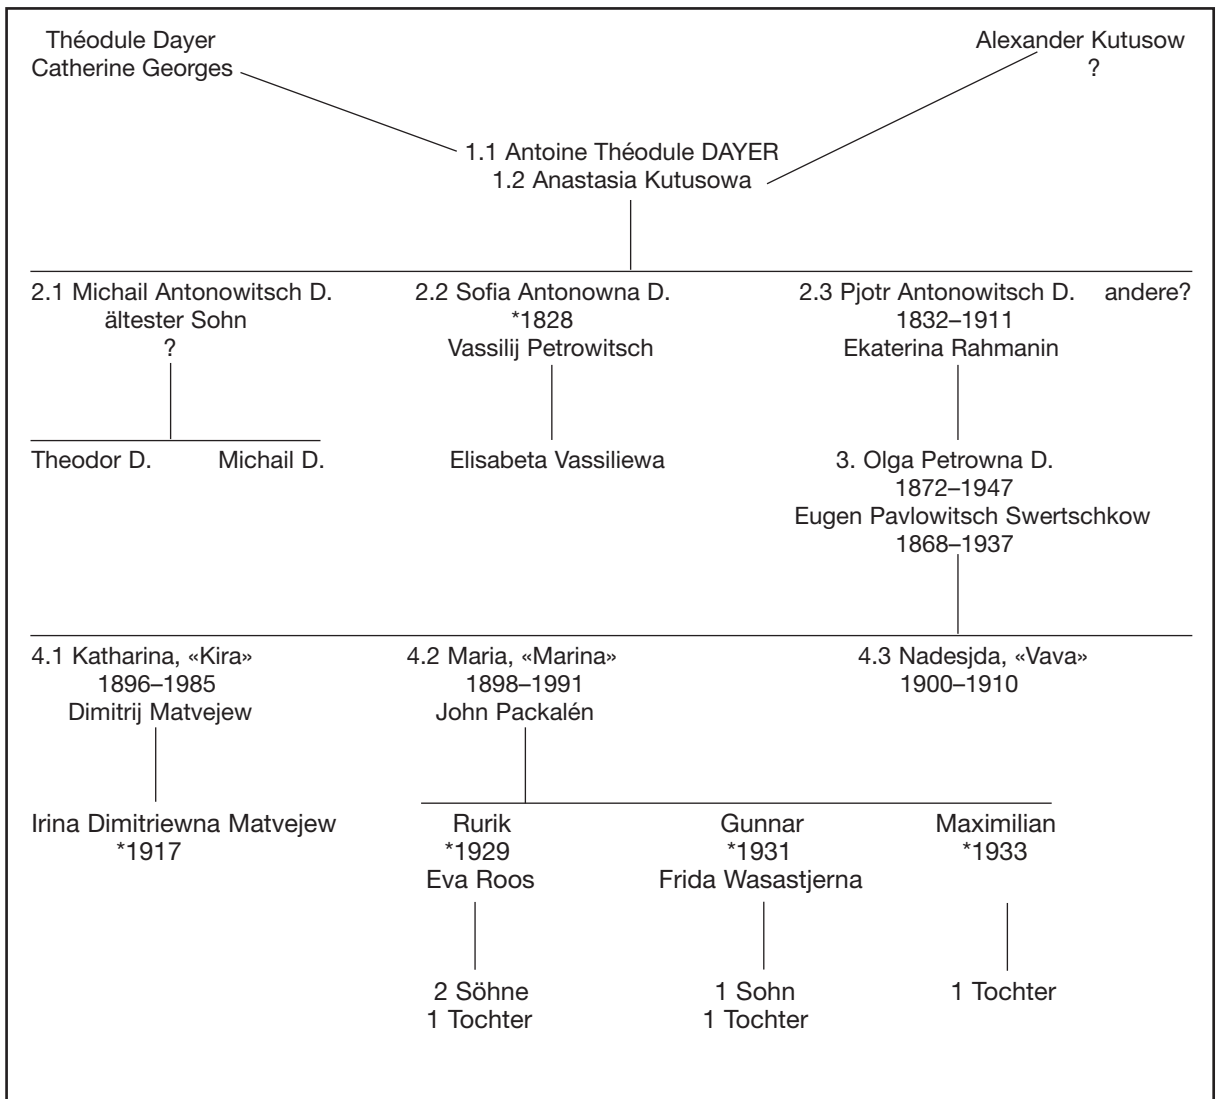 Théodule Dayer
Catherine Georges
Alexander Kutusow
?
1.1 Antoine Théodule DAYER
1.2 Anastasia Kutusowa
2.1 Michail Antonowitsch D.
ältester Sohn
?
2.2 Sofia Antonowna D.
*1828
Vassilij Petrowitsch
2.3 Pjotr Antonowitsch D.
1832–1911
Ekaterina Rahmanin
andere?
Theodor D.
Michail D.
Elisabeta Vassiliewa
3. Olga Petrowna D.
1872–1947
Eugen Pavlowitsch Swertschkow
1868–1937
4.1 Katharina, «Kira»
1896–1985
Dimitrij Matvejew
4.2 Maria, «Marina»
1898–1991
John Packalén
4.3 Nadesjda, «Vava»
1900–1910
Irina Dimitriewna Matvejew
*1917
Rurik
*1929
Eva Roos
Gunnar
*1931
Frida Wasastjerna
Maximilian
*1933
2 Söhne
1 Tochter
1 Sohn
1 Tochter
1 Tochter